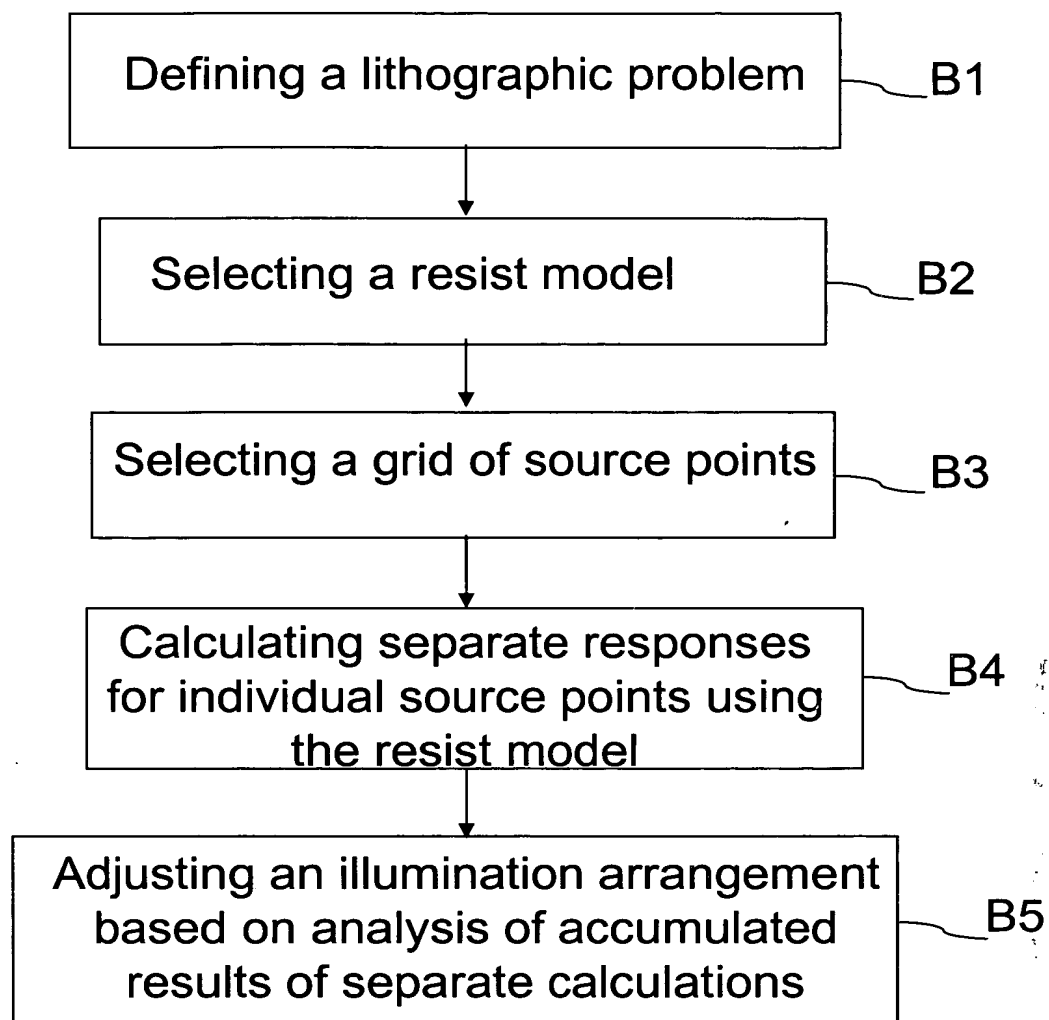 Defining a lithographic problem
B1
Selecting a resist model
B2
Selecting a grid of source points
B3
Calculating separate responses
for individual source points using
the resist model
B4
Adjusting an illumination arrangement
based on analysis of accumulated
results of separate calculations
B5